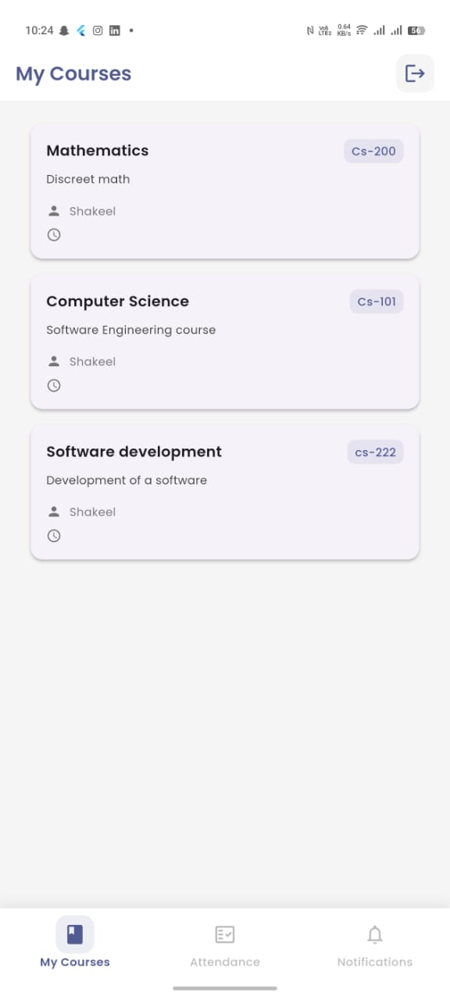 10:24
Vo)) LTE2
0.64 KB/s
56
My Courses
Mathematics
Cs-200
Discreet math
Shakeel
Computer Science
Cs-101
Software Engineering course
Shakeel
Software development
cs-222
Development of a software
Shakeel
My Courses
Attendance
Notifications